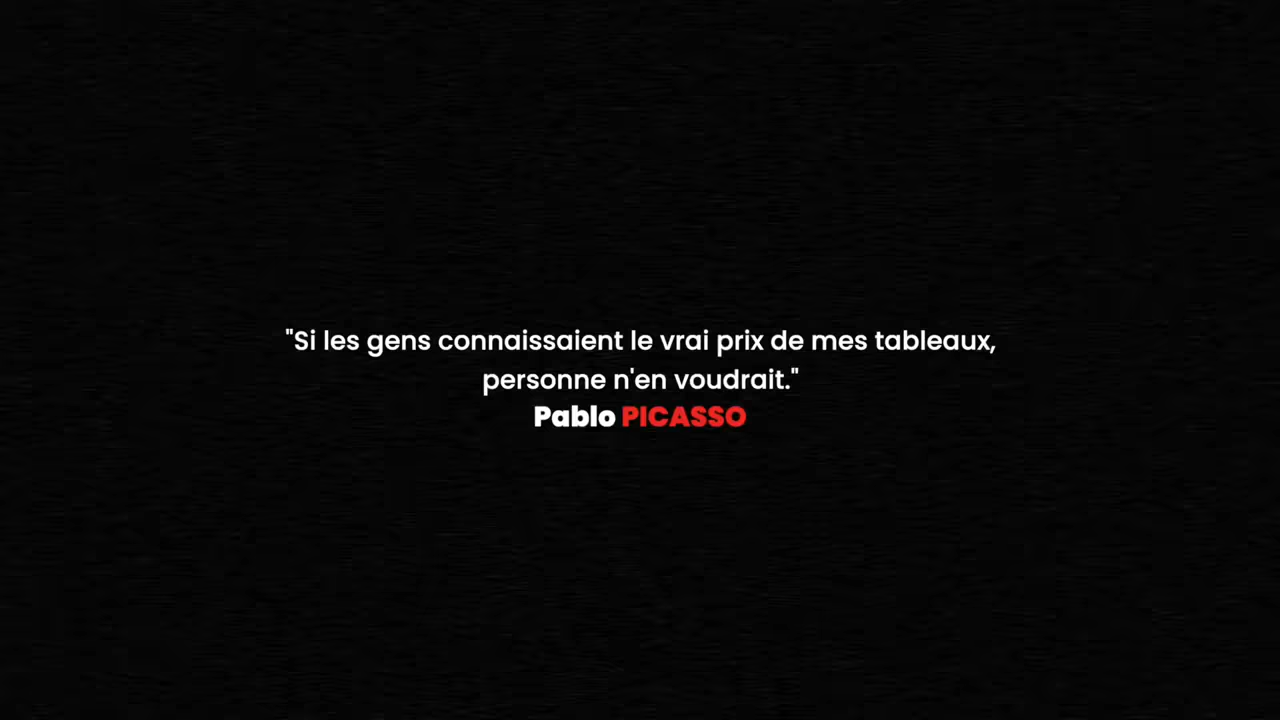 "Si les gens connaissaient le vrai prix de mes tableaux,
personne n'en voudrait."
Pablo PICASSO